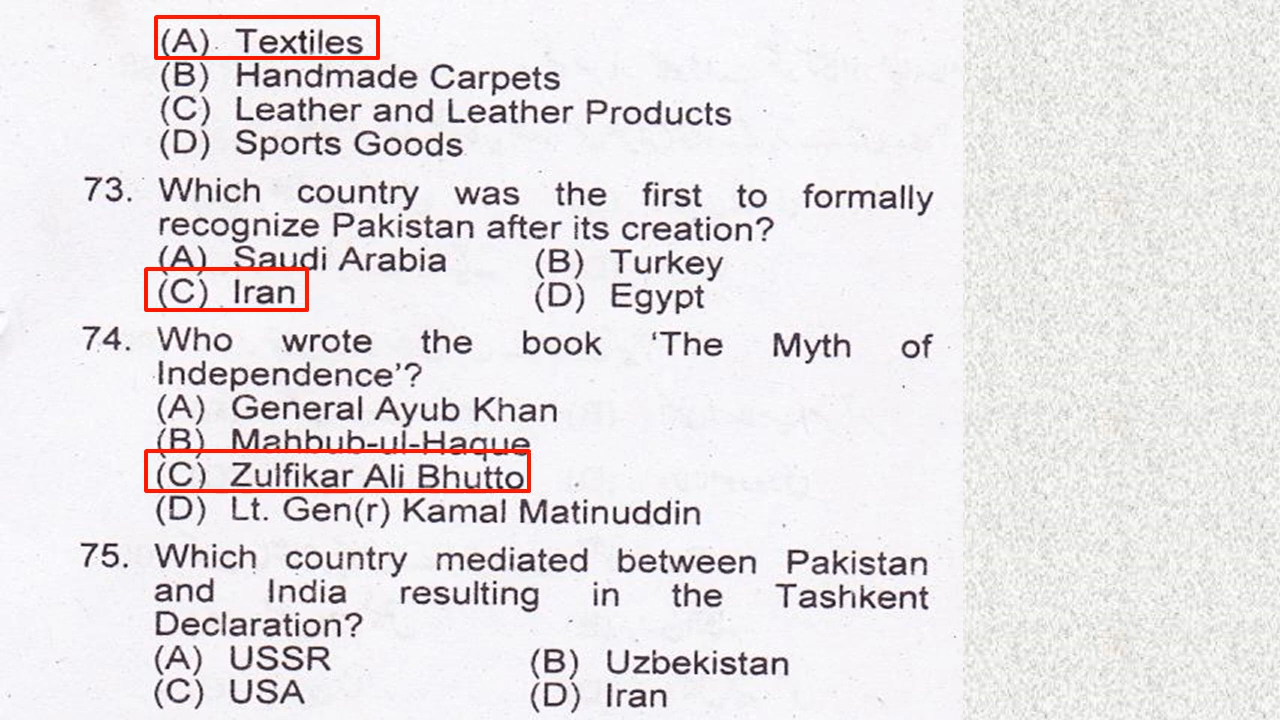 (A) Textiles
(B) Handmade Carpets
(C) Leather and Leather Products
(D) Sports Goods
73. Which country was the first to formally
recognize Pakistan after its creation?
(A) Saudi Arabia (B) Turkey
(C) Iran (D) Egypt
74. Who wrote the book ‘The Myth of
Independence’?
(A) General Ayub Khan
(B) Mahbub-ul-Haque
(C) Zulfikar Ali Bhutto
(D) Lt. Gen(r) Kamal Matinuddin
75. Which country mediated between Pakistan
and India resulting in the Tashkent
Declaration?
(A) USSR (B) Uzbekistan
(C) USA (D) Iran